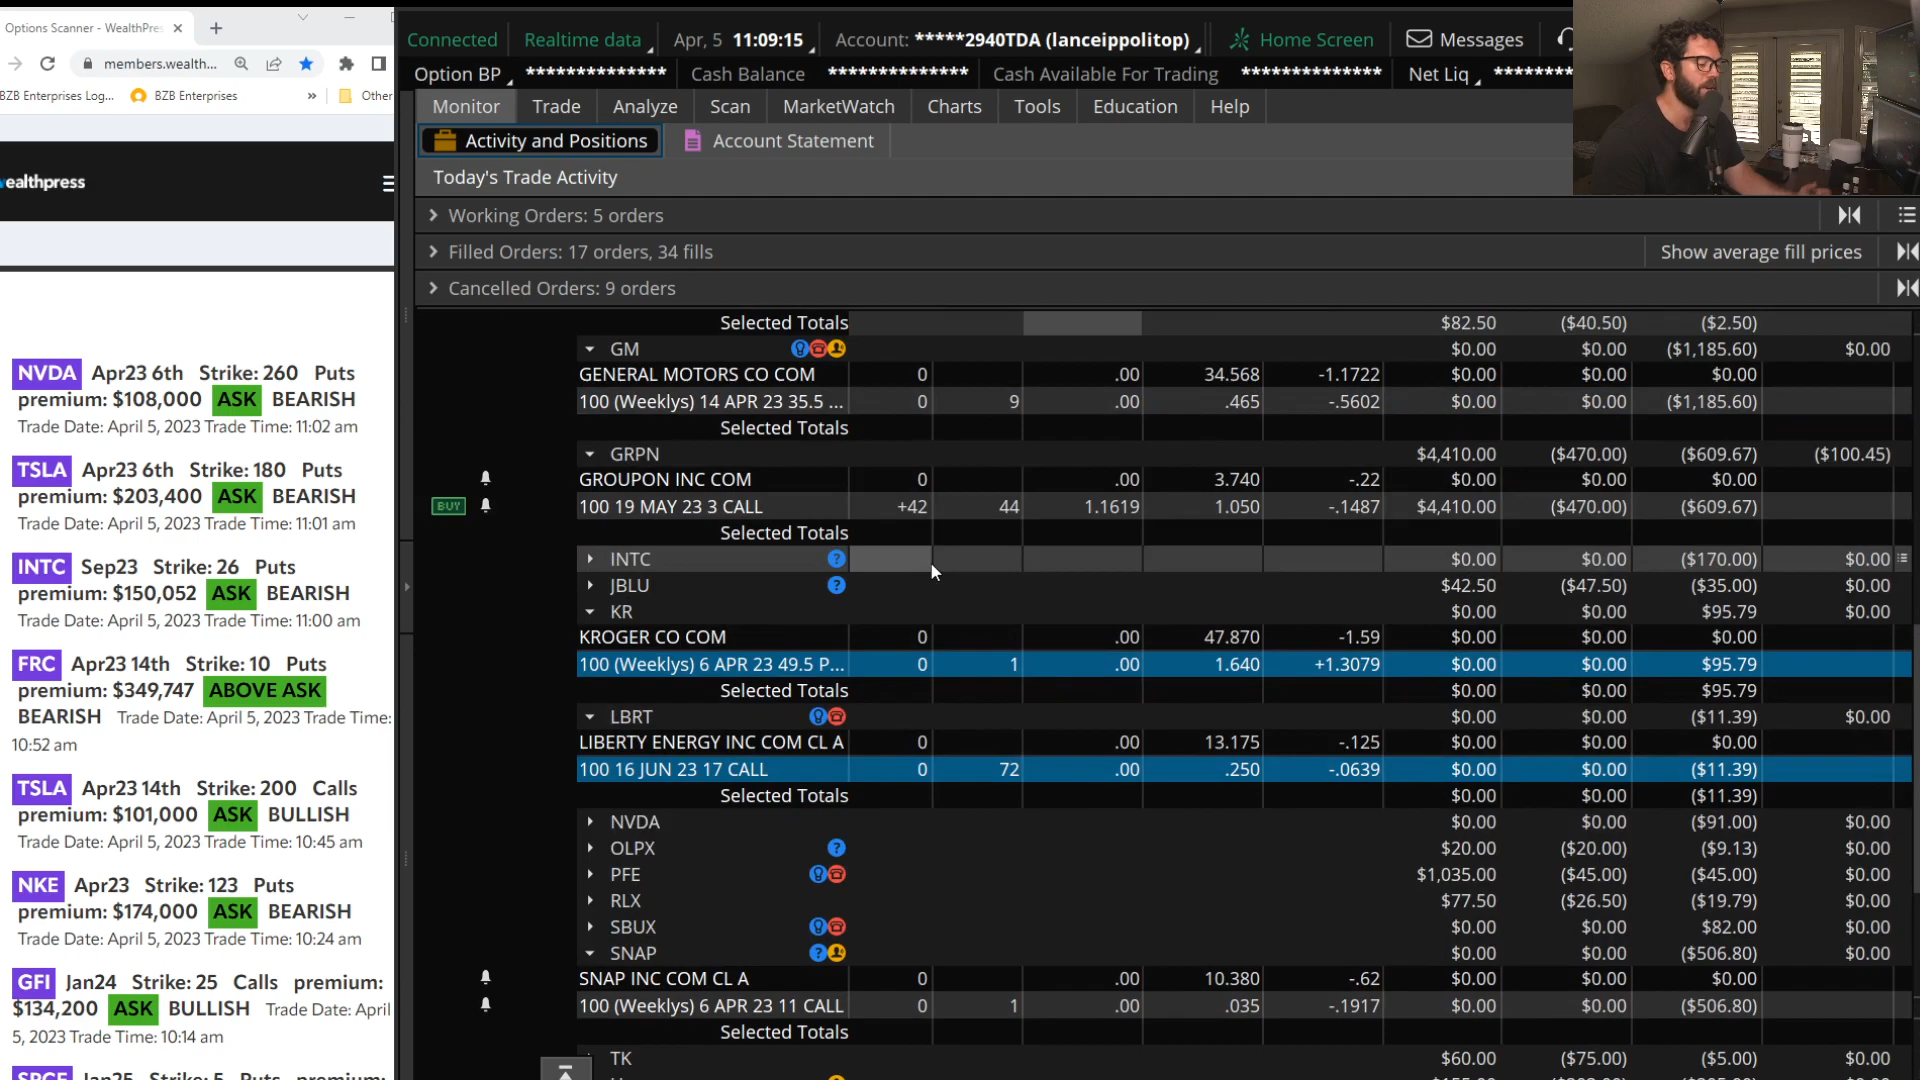 Options Scanner - WealthPres
members.wealth...
BZB Enterprises Log...
BZB Enterprises
»
Other
ealthpress
NVDA Apr23 6th Strike: 260 Puts
premium: $108,000 ASK BEARISH
Trade Date: April 5, 2023 Trade Time: 11:02 am
TSLA Apr23 6th Strike: 180 Puts
premium: $203,400 ASK BEARISH
Trade Date: April 5, 2023 Trade Time: 11:01 am
INTC Sep23 Strike: 26 Puts
premium: $150,052 ASK BEARISH
Trade Date: April 5, 2023 Trade Time: 11:00 am
FRC Apr23 14th Strike: 10 Puts
premium: $349,747 ABOVE ASK
BEARISH Trade Date: April 5, 2023 Trade Time:
10:52 am
TSLA Apr23 14th Strike: 200 Calls
premium: $101,000 ASK BULLISH
Trade Date: April 5, 2023 Trade Time: 10:45 am
NKE Apr23 Strike: 123 Puts
premium: $174,000 ASK BEARISH
Trade Date: April 5, 2023 Trade Time: 10:24 am
GFI Jan24 Strike: 25 Calls premium:
$134,200 ASK BULLISH Trade Date: April
5, 2023 Trade Time: 10:14 am
Strike: 5 Puts premium:
Connected Realtime data Apr, 5 11:09:15 Account: *****2940TDA (lanceippolitop) Home Screen Messages
Option BP ************** Cash Balance ************** Cash Available For Trading ************** Net Liq ********
Monitor Trade Analyze Scan MarketWatch Charts Tools Education Help
Activity and Positions Account Statement
Today's Trade Activity
Working Orders: 5 orders
Filled Orders: 17 orders, 34 fills Show average fill prices
Cancelled Orders: 9 orders
Selected Totals $82.50 ($40.50) ($2.50)
GM $0.00 $0.00 ($1,185.60) $0.00
GENERAL MOTORS CO COM 0 .00 34.568 -1.1722 $0.00 $0.00 $0.00
100 (Weeklys) 14 APR 23 35.5 ... 0 9 .00 .465 -.5602 $0.00 $0.00 ($1,185.60)
Selected Totals
GRPN $4,410.00 ($470.00) ($609.67) ($100.45)
GROUPON INC COM 0 .00 3.740 -.22 $0.00 $0.00 $0.00
BUY 100 19 MAY 23 3 CALL +42 44 1.1619 1.050 -.1487 $4,410.00 ($470.00) ($609.67)
Selected Totals
INTC $0.00 $0.00 ($170.00) $0.00
JBLU $42.50 ($47.50) ($35.00) $0.00
KR $0.00 $0.00 $95.79 $0.00
KROGER CO COM 0 .00 47.870 -1.59 $0.00 $0.00 $0.00
100 (Weeklys) 6 APR 23 49.5 P... 0 1 .00 1.640 +1.3079 $0.00 $0.00 $95.79
Selected Totals $0.00 $0.00 $95.79
LBRT $0.00 $0.00 ($11.39) $0.00
LIBERTY ENERGY INC COM CL A 0 .00 13.175 -.125 $0.00 $0.00 $0.00
100 16 JUN 23 17 CALL 0 72 .00 .250 -.0639 $0.00 $0.00 ($11.39)
Selected Totals $0.00 $0.00 ($11.39)
NVDA $0.00 $0.00 ($91.00) $0.00
OLPX $20.00 ($20.00) ($9.13) $0.00
PFE $1,035.00 ($45.00) ($45.00) $0.00
RLX $77.50 ($26.50) ($19.79) $0.00
SBUX $0.00 $0.00 $82.00 $0.00
SNAP $0.00 $0.00 ($506.80) $0.00
SNAP INC COM CL A 0 .00 10.380 -.62 $0.00 $0.00 $0.00
100 (Weeklys) 6 APR 23 11 CALL 0 1 .00 .035 -.1917 $0.00 $0.00 ($506.80)
Selected Totals
TK $60.00 ($75.00) ($5.00) $0.00